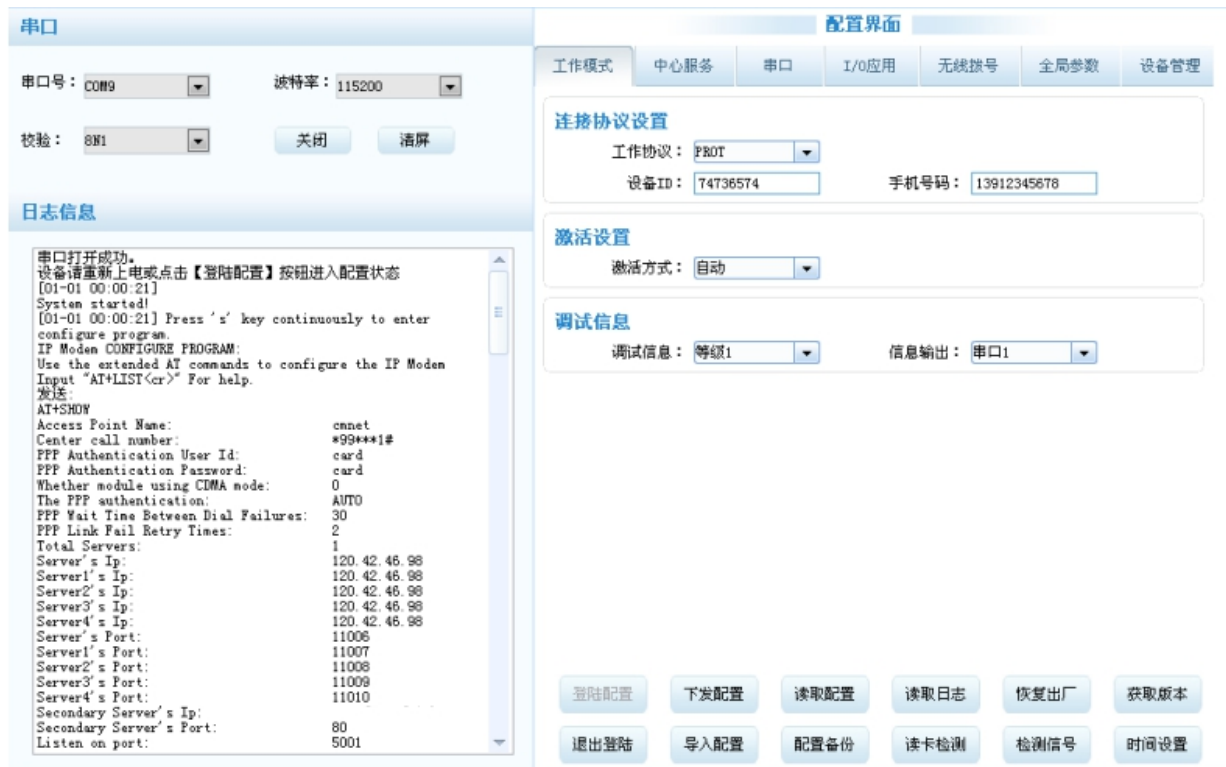 串口
串口号： COM9 波特率： 115200
校验： 8N1 关闭 清屏
日志信息
串口打开成功。
设备请重新上电或点击【登陆配置】按钮进入配置状态
[01-01 00:00:21]
System started!
[01-01 00:00:21] Press 's' key continuously to enter
configure program.
IP Modem CONFIGURE PROGRAM:
Use the extended AT commands to configure the IP Modem
Input "AT+LIST<cr>" For help.
发送:
AT+SHOW
Access Point Name: cmnet
Center call number: *99***1#
PPP Authentication User Id: card
PPP Authentication Password: card
Whether module using CDMA mode: 0
The PPP authentication: AUTO
PPP Wait Time Between Dial Failures: 30
PPP Link Fail Retry Times: 2
Total Servers: 1
Server's Ip: 120.42.46.98
Server1's Ip: 120.42.46.98
Server2's Ip: 120.42.46.98
Server3's Ip: 120.42.46.98
Server4's Ip: 120.42.46.98
Server's Port: 11006
Server1's Port: 11007
Server2's Port: 11008
Server3's Port: 11009
Server4's Port: 11010
Secondary Server's Ip:
Secondary Server's Port: 80
Listen on port: 5001
配置界面
工作模式 中心服务 串口 I/O应用 无线拨号 全局参数 设备管理
连接协议设置
工作协议： PROT
设备ID： 74736574 手机号码： 13912345678
激活设置
激活方式： 自动
调试信息
调试信息： 等级1 信息输出： 串口1
登陆配置 下发配置 读取配置 读取日志 恢复出厂 获取版本
退出登陆 导入配置 配置备份 读卡检测 检测信号 时间设置